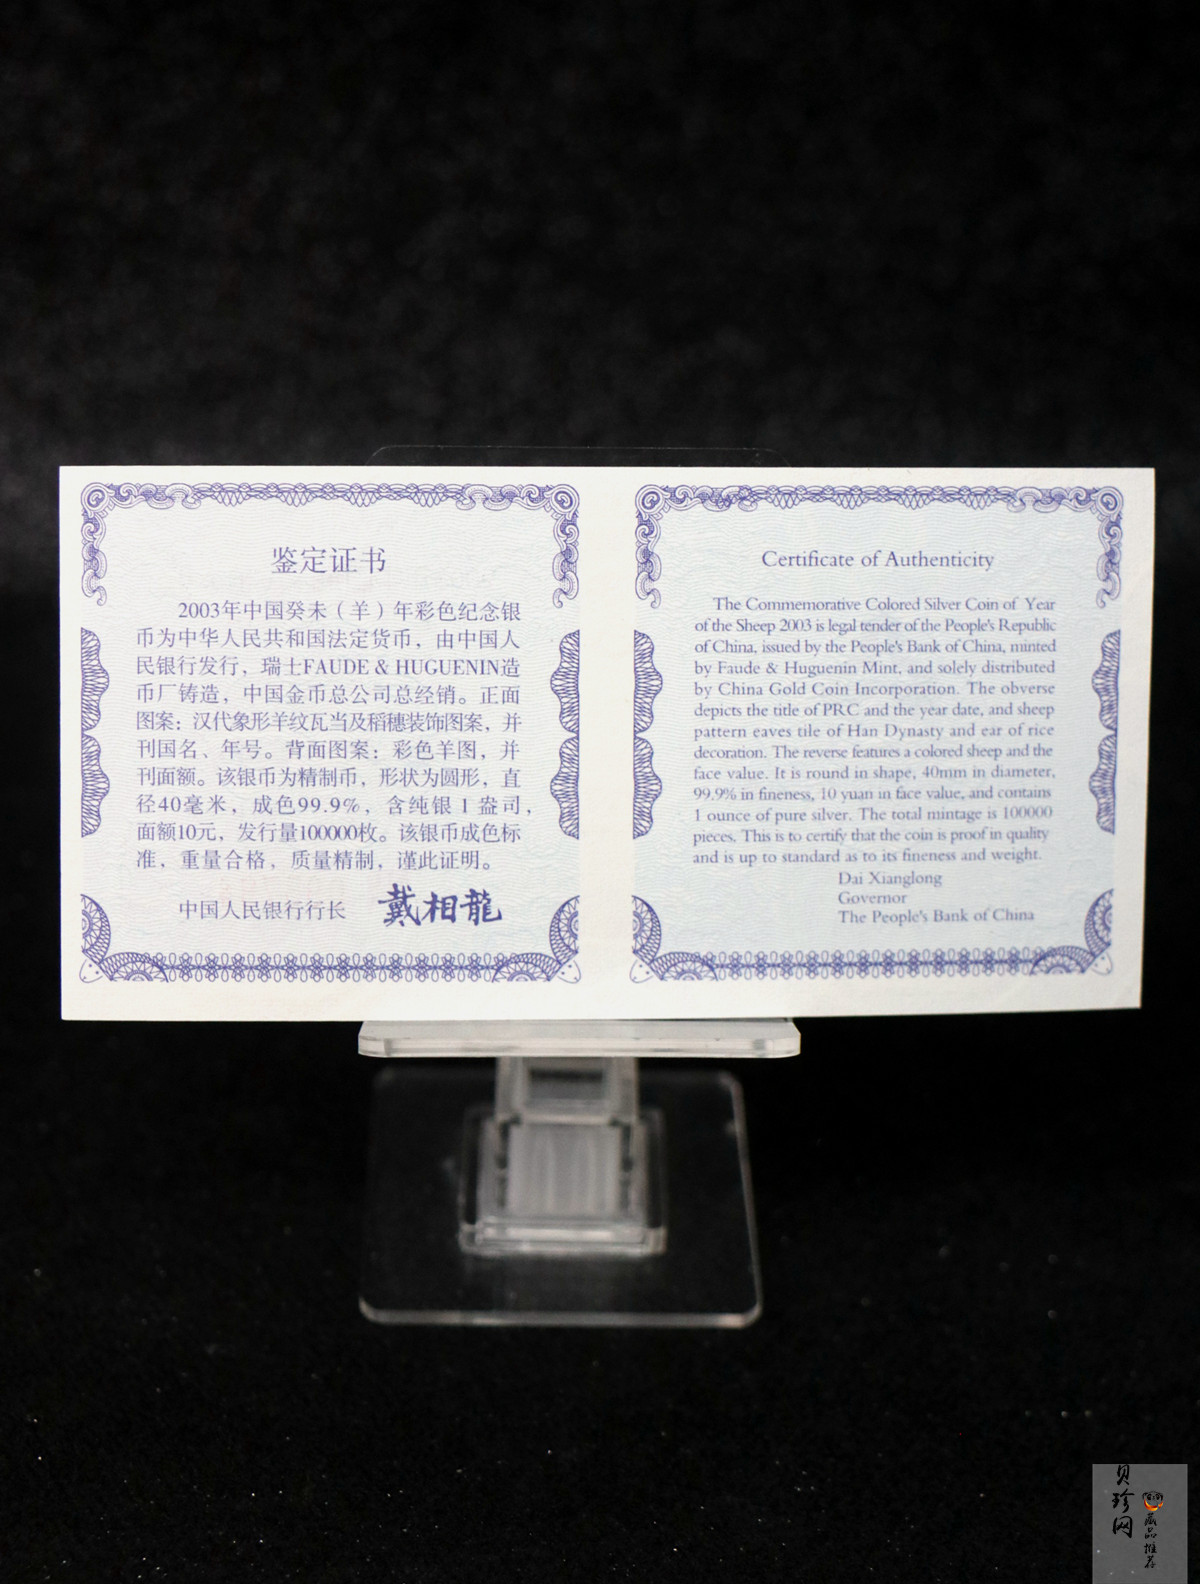 鉴定证书
2003年中国癸未（羊）年彩色纪念银
币为中华人民共和国法定货币，由中国人
民银行发行，瑞士FAUDE & HUGUENIN造
币厂铸造，中国金币总公司总经销。正面
图案：汉代象形羊纹瓦当及稻穗装饰图案，并
刊国名、年号。背面图案：彩色羊图，并
刊面额。该银币为精制币，形状为圆形，直
径40毫米，成色99.9%，含纯银1盎司，
面额10元，发行量100000枚。该银币成色标
准，重量合格，质量精制，谨此证明。
中国人民银行行长 戴相龍
Certificate of Authenticity
The Commemorative Colored Silver Coin of Year
of the Sheep 2003 is legal tender of the People's Republic
of China, issued by the People's Bank of China, minted
by Faude & Huguenin Mint, and solely distributed
by China Gold Coin Incorporation. The obverse
depicts the title of PRC and the year date, and sheep
pattern eaves tile of Han Dynasty and ear of rice
decoration. The reverse features a colored sheep and the
face value. It is round in shape, 40mm in diameter,
99.9% in fineness, 10 yuan in face value, and contains
1 ounce of pure silver. The total mintage is 100000
pieces. This is to certify that the coin is proof in quality
and is up to standard as to its fineness and weight.
Dai Xianglong
Governor
The People's Bank of China
贝珍网
藏品推荐